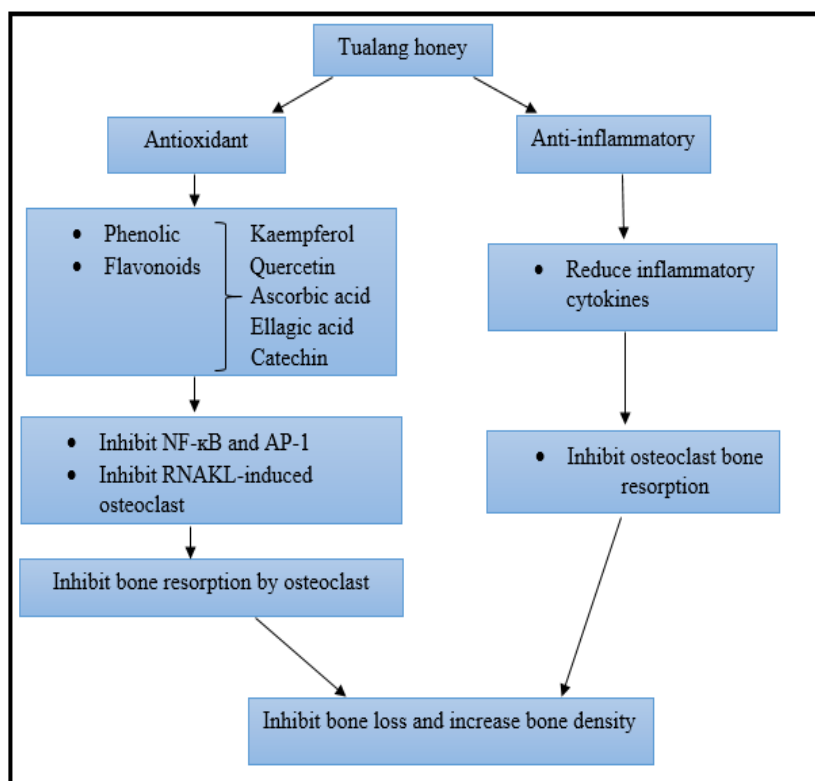 Tualang honey
Antioxidant
Anti-inflammatory
• Phenolic
• Flavonoids
Kaempferol
Quercetin
Ascorbic acid
Ellagic acid
Catechin
• Reduce inflammatory
cytokines
• Inhibit NF-κB and AP-1
• Inhibit RNAKL-induced
osteoclast
• Inhibit osteoclast bone
resorption
Inhibit bone resorption by osteoclast
Inhibit bone loss and increase bone density